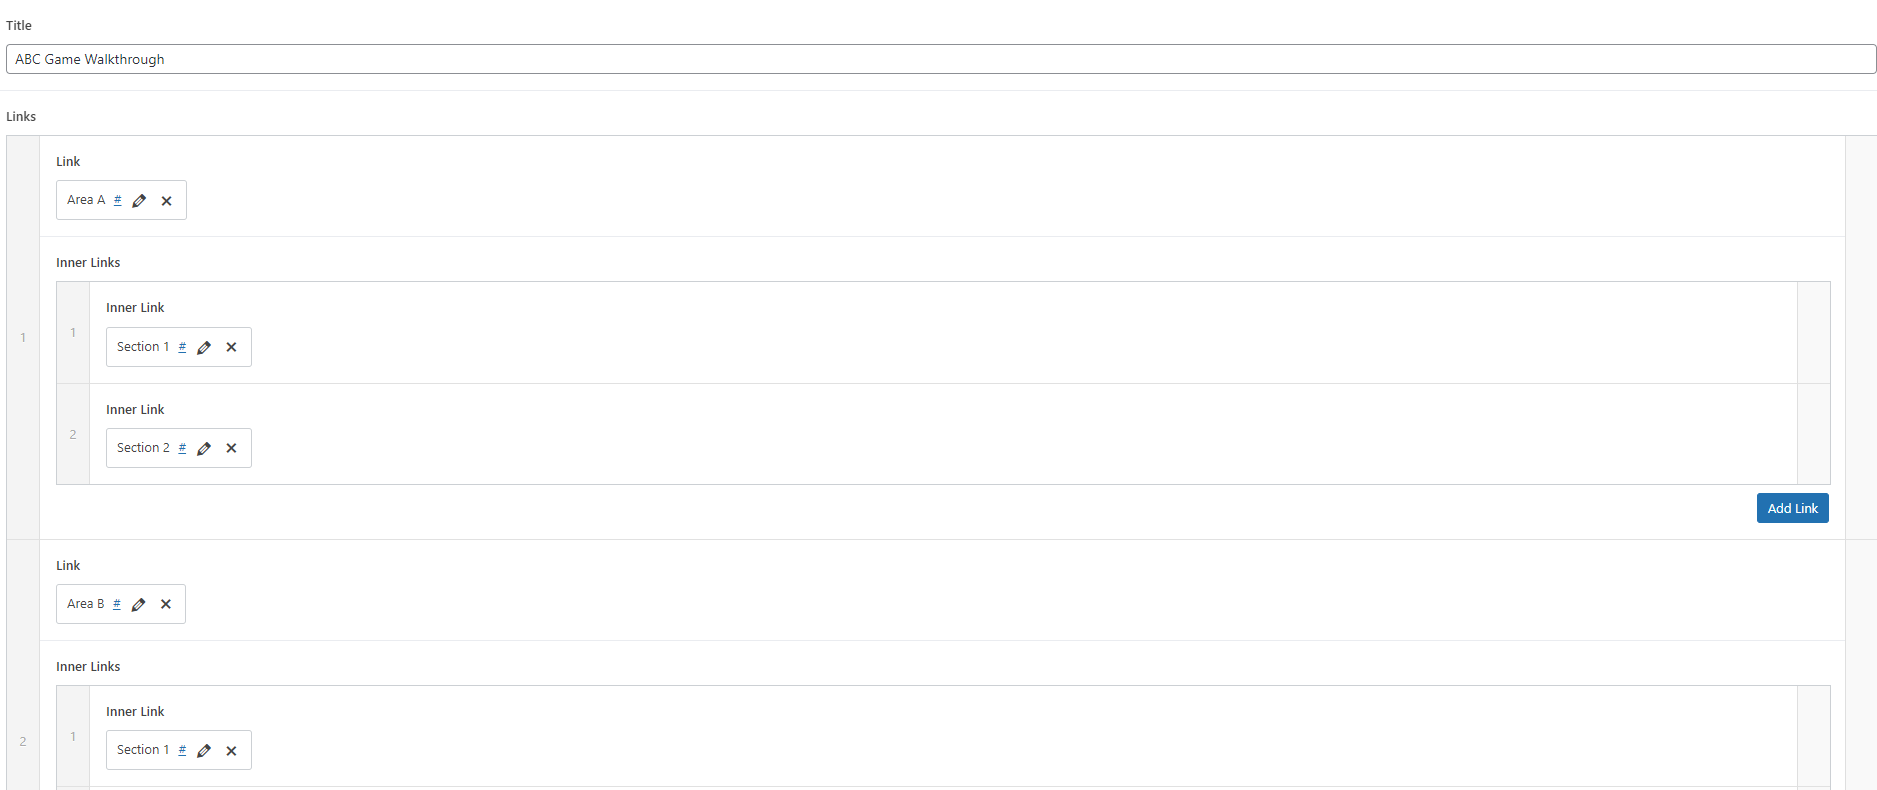 Title
ABC Game Walkthrough
Links
Link
Area A #
Inner Links
1
1
Inner Link
Section 1 #
2
Inner Link
Section 2 #
Add Link
Link
Area B #
Inner Links
2
1
Inner Link
Section 1 #